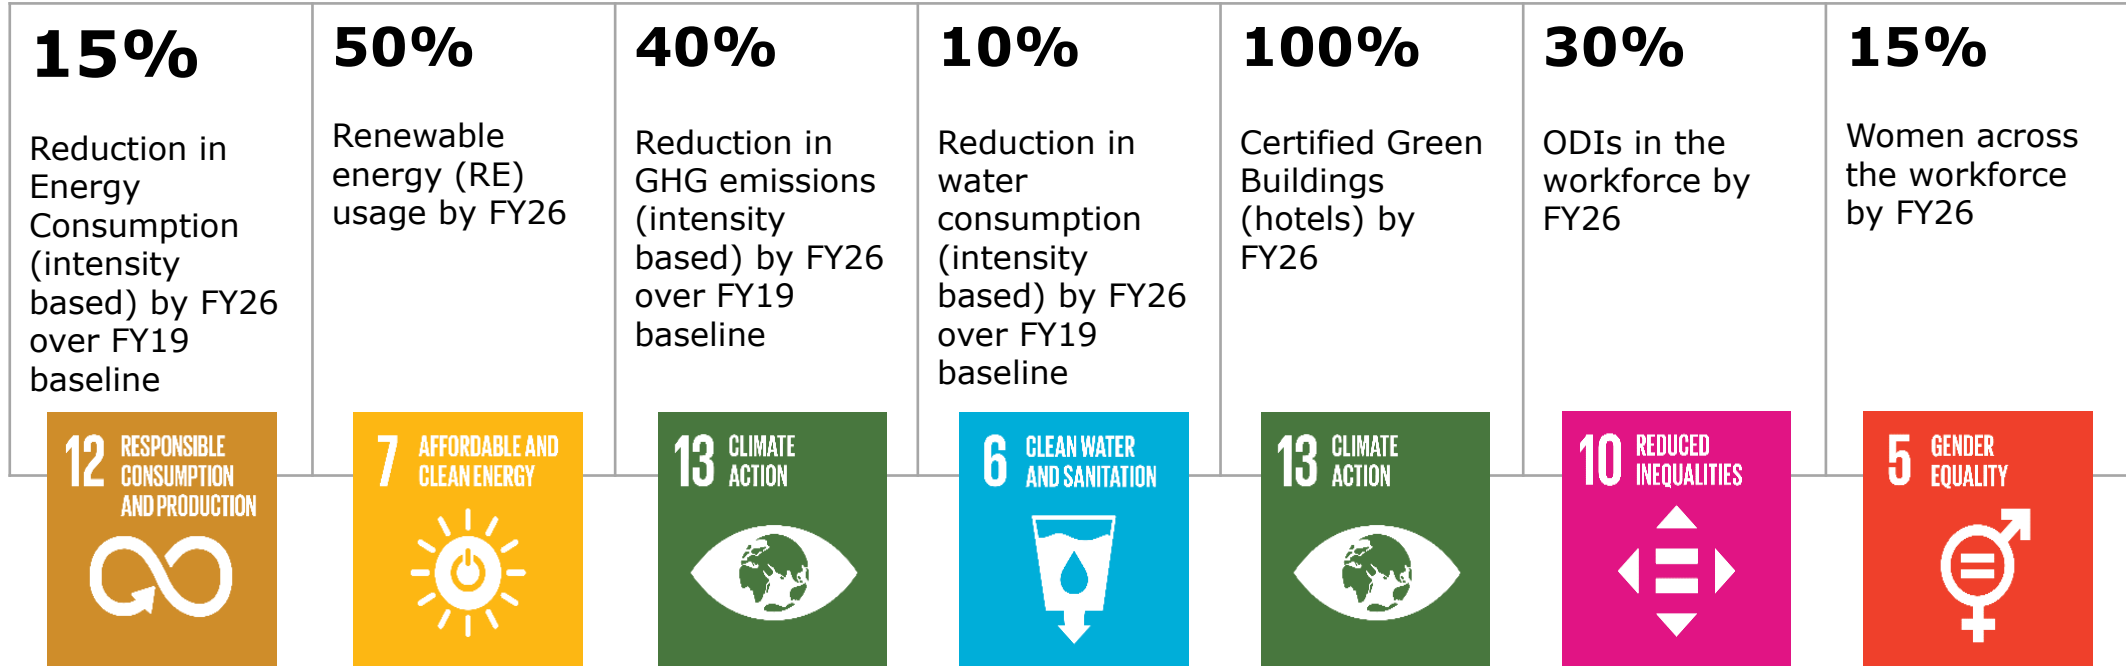 15%
Reduction in
Energy
Consumption
(intensity
based) by FY26
over FY19
baseline
12 RESPONSIBLE
CONSUMPTION
AND PRODUCTION
50%
Renewable
energy (RE)
usage by FY26
7 AFFORDABLE AND
CLEAN ENERGY
40%
Reduction in
GHG emissions
(intensity
based) by FY26
over FY19
baseline
13 CLIMATE
ACTION
10%
Reduction in
water
consumption
(intensity
based) by FY26
over FY19
baseline
6 CLEAN WATER
AND SANITATION
100%
Certified Green
Buildings
(hotels) by
FY26
13 CLIMATE
ACTION
30%
ODIs in the
workforce by
FY26
10 REDUCED
INEQUALITIES
15%
Women across
the workforce
by FY26
5 GENDER
EQUALITY